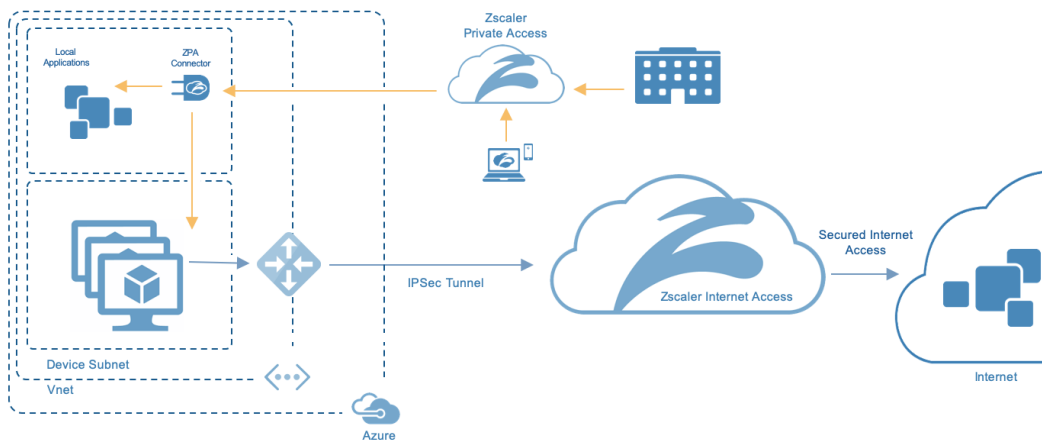 Zscaler
Private Access
Local
Applications
ZPA
Connector
IPSec Tunnel
Zscaler Internet Access
Secured Internet
Access
Internet
Device Subnet
Vnet
Azure